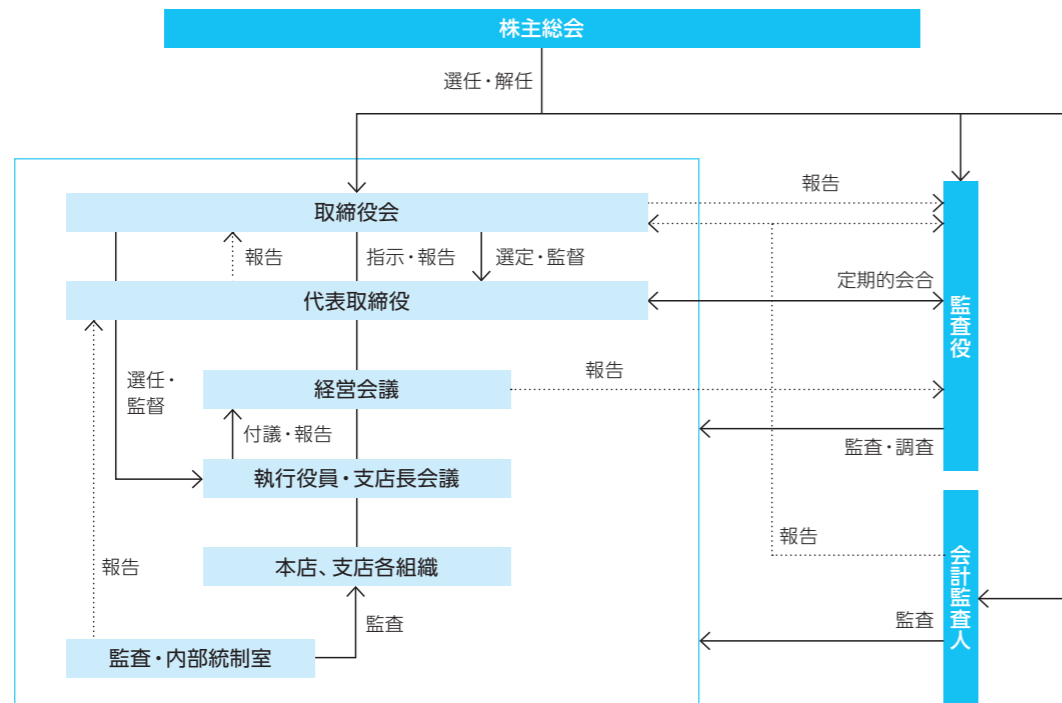 株主総会
選任・解任
報告
取締役会
報告
指示・報告
選定・監督
定期的会合
代表取締役
監査役
報告
選任・
監督
経営会議
付議・報告
監査・調査
執行役員・支店長会議
報告
本店、支店各組織
報告
会計監査人
監査
監査
監査・内部統制室